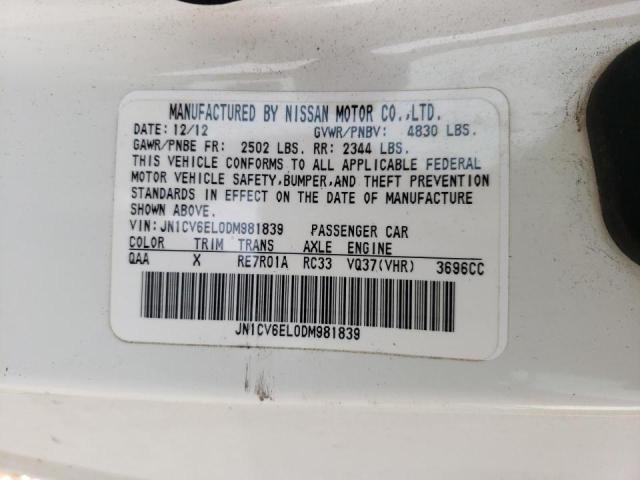 MANUFACTURED BY NISSAN MOTOR CO.,LTD.
DATE: 12/12 GVWR/PNBV: 4830 LBS.
GAWR/PNBE FR: 2502 LBS. RR: 2344 LBS.
THIS VEHICLE CONFORMS TO ALL APPLICABLE FEDERAL
MOTOR VEHICLE SAFETY,BUMPER,AND THEFT PREVENTION
STANDARDS IN EFFECT ON THE DATE OF MANUFACTURE
SHOWN ABOVE.
VIN: JN1CV6EL0DM981839 PASSENGER CAR
COLOR TRIM TRANS AXLE ENGINE
QAA X RE7R01A RC33 VQ37(VHR) 3696CC
JN1CV6EL0DM981839